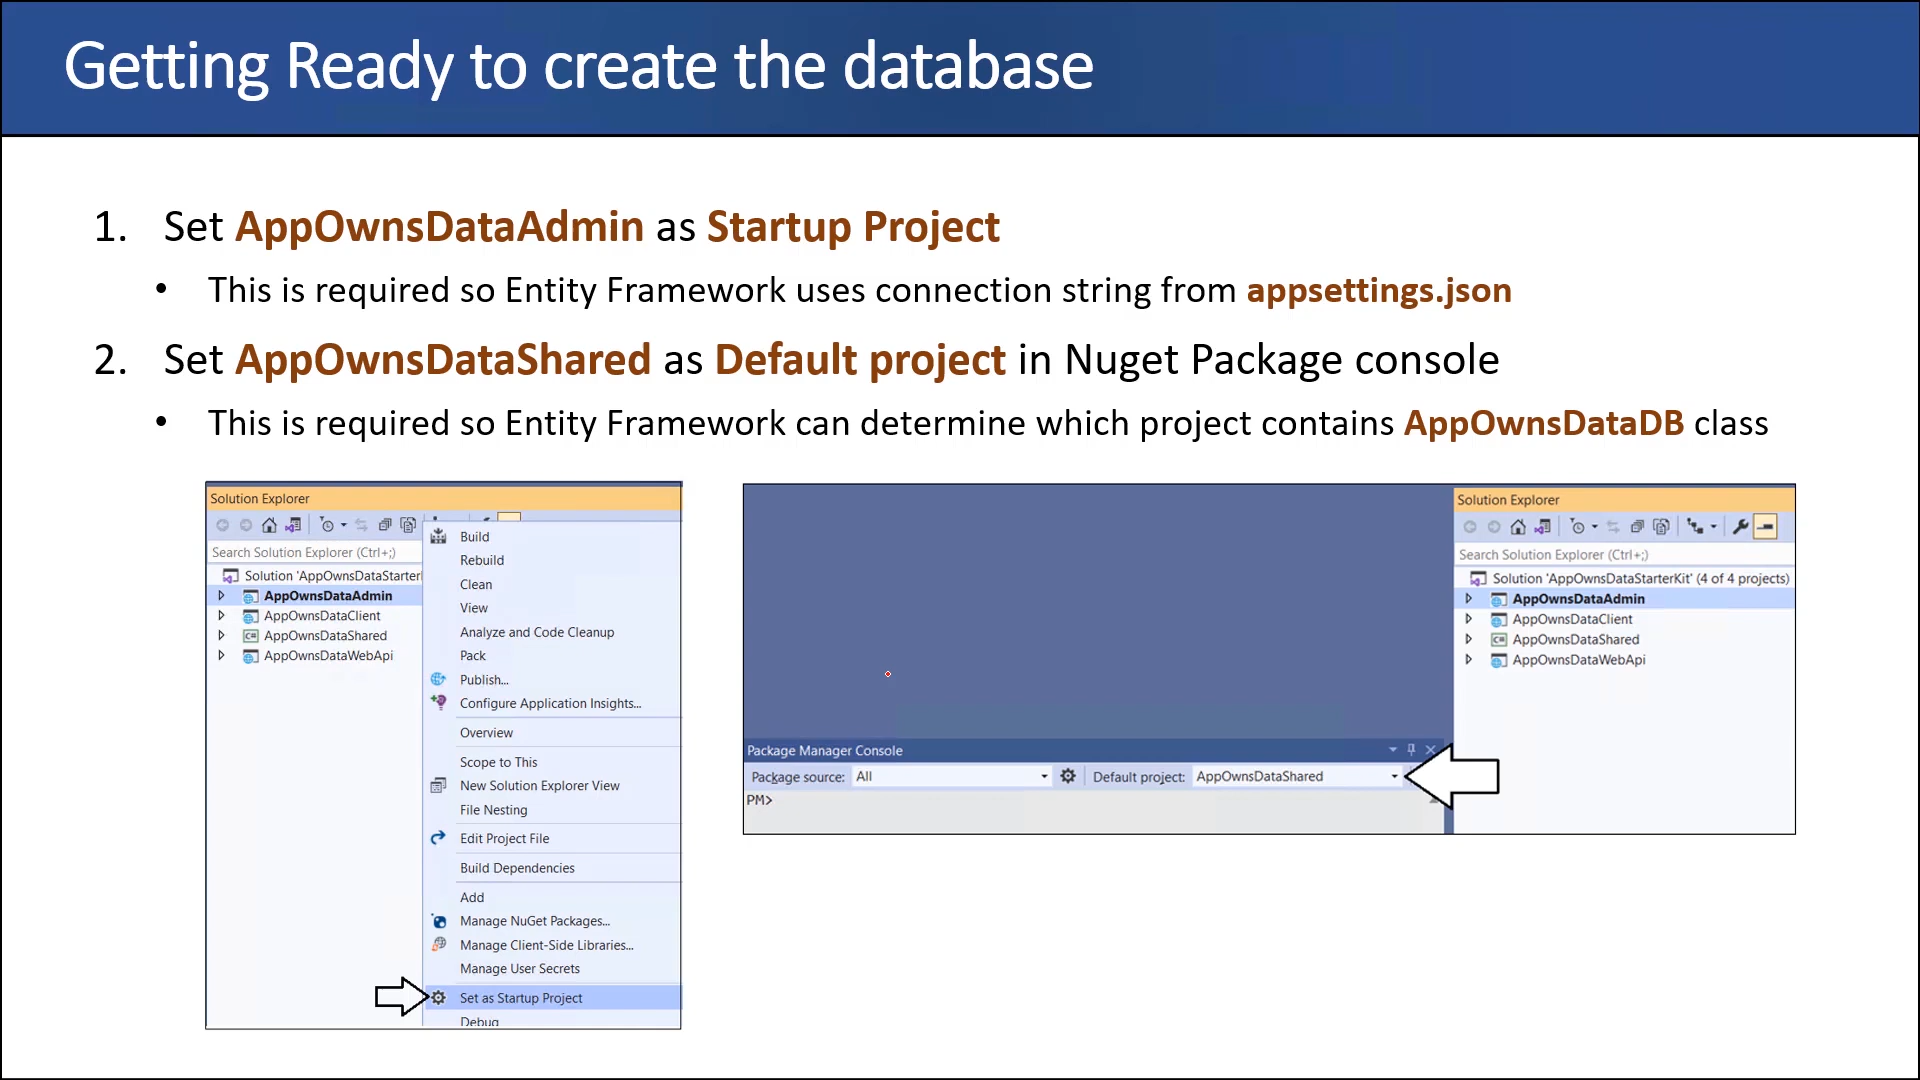 Getting Ready to create the database
1. Set AppOwnsDataAdmin as Startup Project
• This is required so Entity Framework uses connection string from appsettings.json
2. Set AppOwnsDataShared as Default project in Nuget Package console
• This is required so Entity Framework can determine which project contains AppOwnsDataDB class
Solution Explorer
Search Solution Explorer (Ctrl+;)
Solution 'AppOwnsDataStarter
AppOwnsDataAdmin
AppOwnsDataClient
AppOwnsDataShared
AppOwnsDataWebApi
Build
Rebuild
Clean
View
Analyze and Code Cleanup
Pack
Publish...
Configure Application Insights...
Overview
Scope to This
New Solution Explorer View
File Nesting
Edit Project File
Build Dependencies
Add
Manage NuGet Packages...
Manage Client-Side Libraries...
Manage User Secrets
Set as Startup Project
Debug
Package Manager Console
Package source: All
Default project: AppOwnsDataShared
PM>
Solution Explorer
Search Solution Explorer (Ctrl+;)
Solution 'AppOwnsDataStarterKit' (4 of 4 projects)
AppOwnsDataAdmin
AppOwnsDataClient
AppOwnsDataShared
AppOwnsDataWebApi